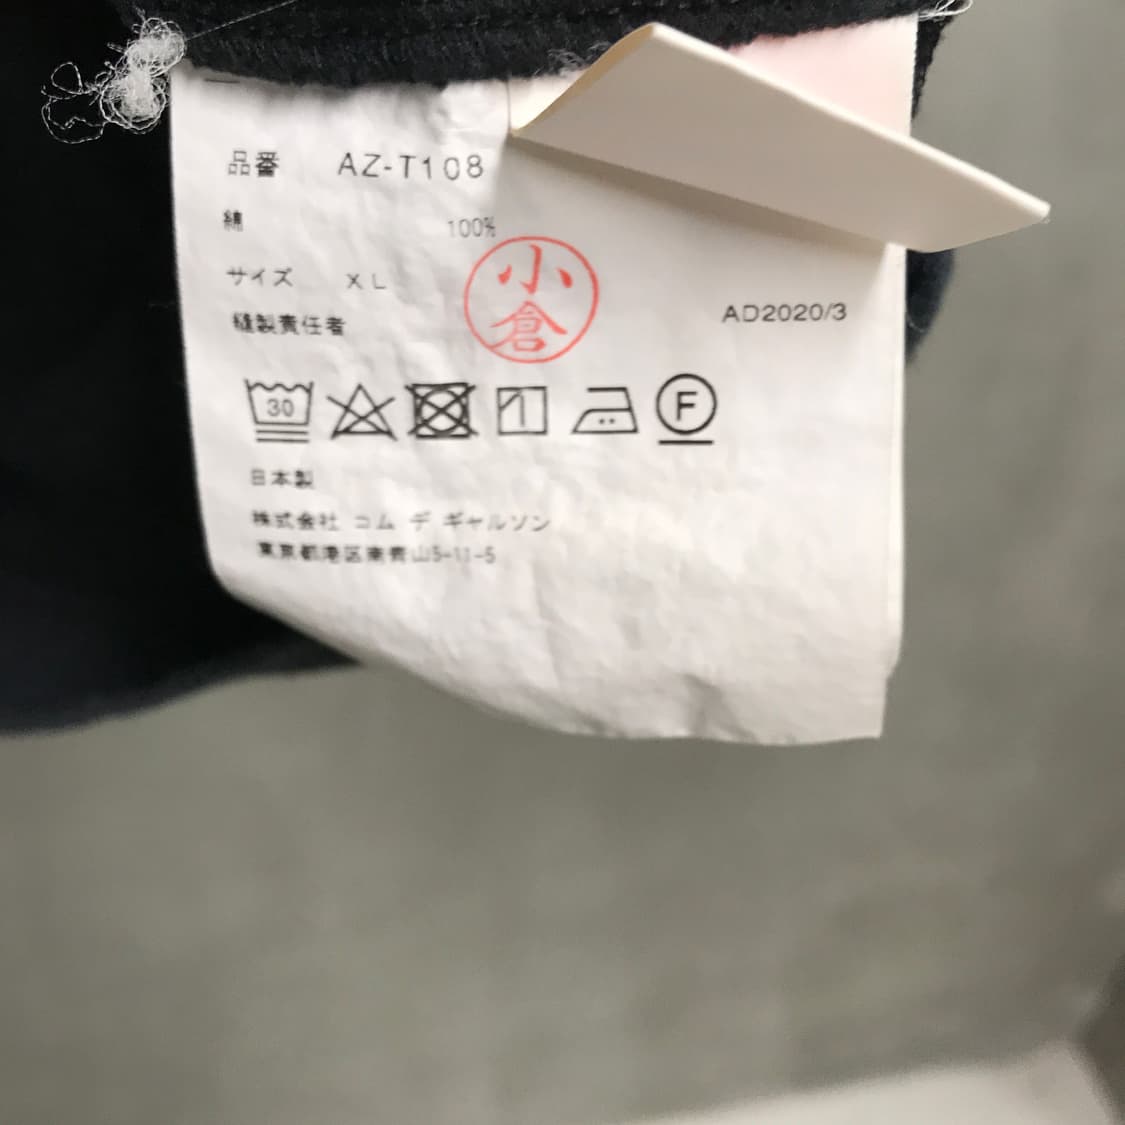 品番 AZ-T108
綿 100%
サイズ XL
小倉
縫製責任者
AD2020/3
30
F
日本製
株式会社 コム デ ギャルソン
東京都港区南青山5-11-5